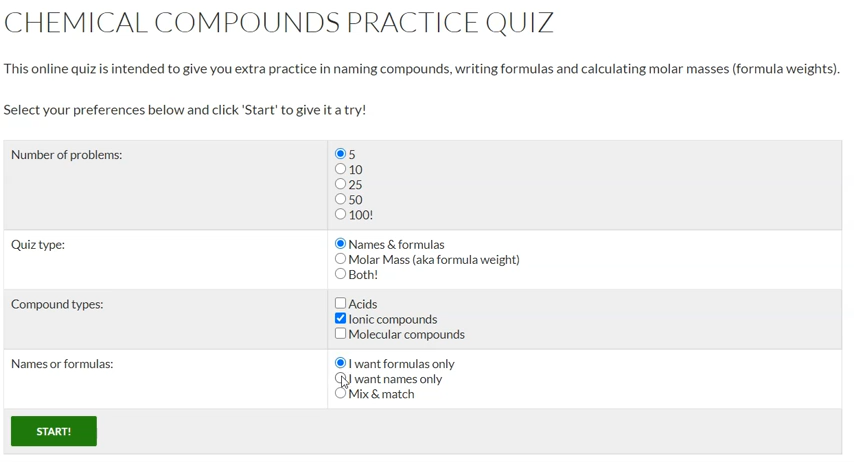 CHEMICAL COMPOUNDS PRACTICE QUIZ
This online quiz is intended to give you extra practice in naming compounds, writing formulas and calculating molar masses (formula weights).
Select your preferences below and click 'Start' to give it a try!
Number of problems:
5
10
25
50
100!
Quiz type:
Names & formulas
Molar Mass (aka formula weight)
Both!
Compound types:
Acids
Ionic compounds
Molecular compounds
Names or formulas:
I want formulas only
I want names only
Mix & match
START!